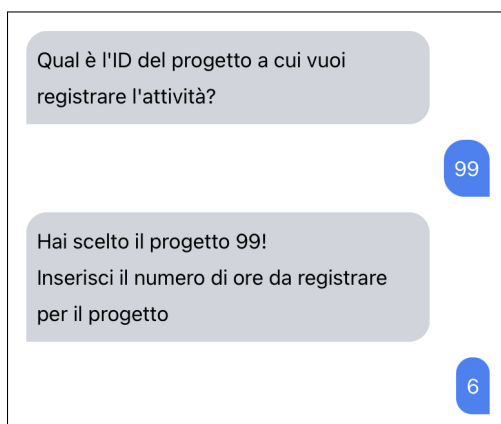 Qual è l'ID del progetto a cui vuoi
registrare l'attività?
99
Hai scelto il progetto 99!
Inserisci il numero di ore da registrare
per il progetto
6